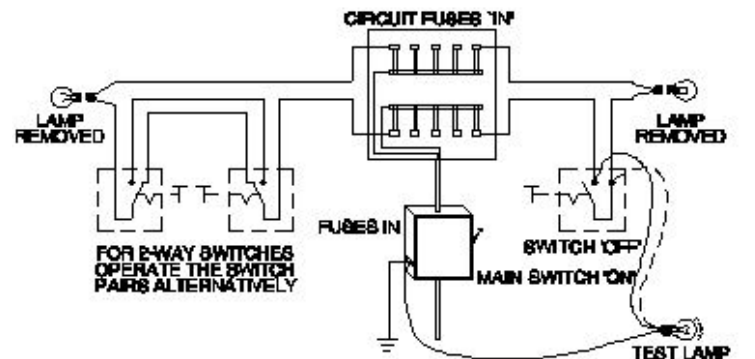 CIRCUIT FUSES 'IN'
LAMP
REMOVED
LAMP
REMOVED
FUSES IN
SWITCH 'OFF'
MAIN SWITCH 'ON'
FOR 2-WAY SWITCHES
OPERATE THE SWITCH
PAIRS ALTERNATIVELY
TEST LAMP